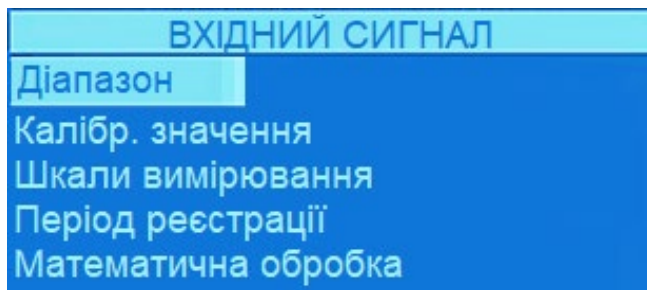 ВХІДНИЙ СИГНАЛ
Діапазон
Калібр. значення
Шкали вимірювання
Період реєстрації
Математична обробка